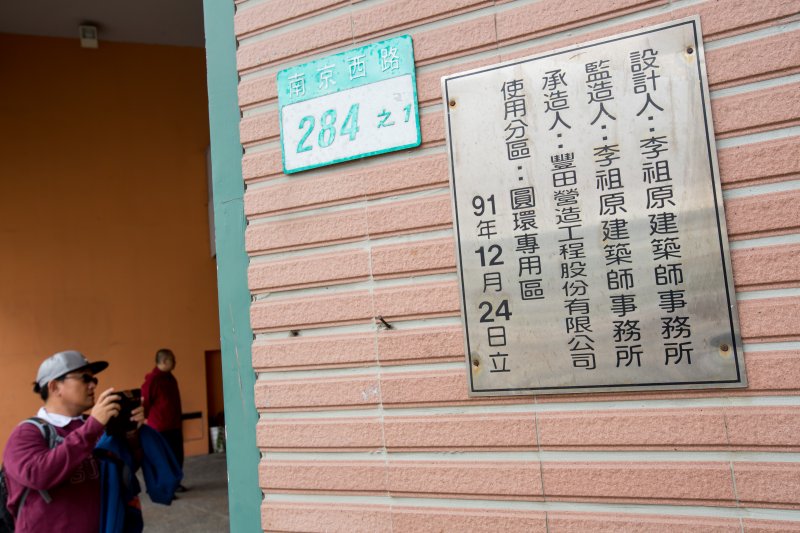 南京西路
284之1
設計人：李祖原建築師事務所
監造人：李祖原建築師事務所
承造人：豐田營造工程股份有限公司
使用分區：圓環專用區
91年12月24日立